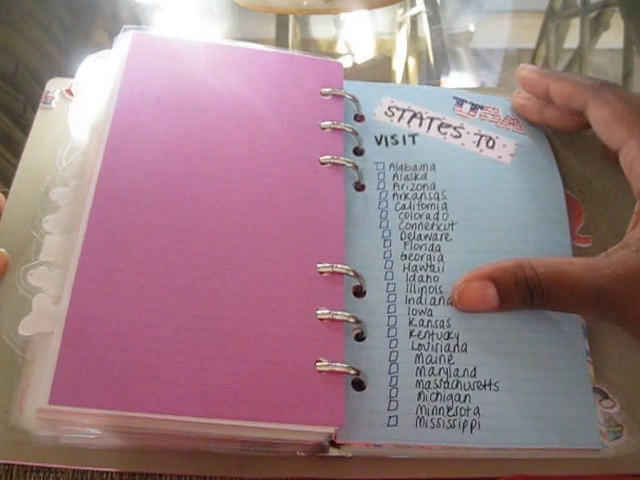 USA
STATES TO
VISIT
Alabama
Alaska
Arizona
Arkansas
California
Colorado
Connecticut
Delaware
Florida
Georgia
Hawaii
Idaho
Illinois
Indiana
Iowa
Kansas
Kentucky
Louisiana
Maine
Maryland
Massachusetts
Michigan
Minnesota
Mississippi